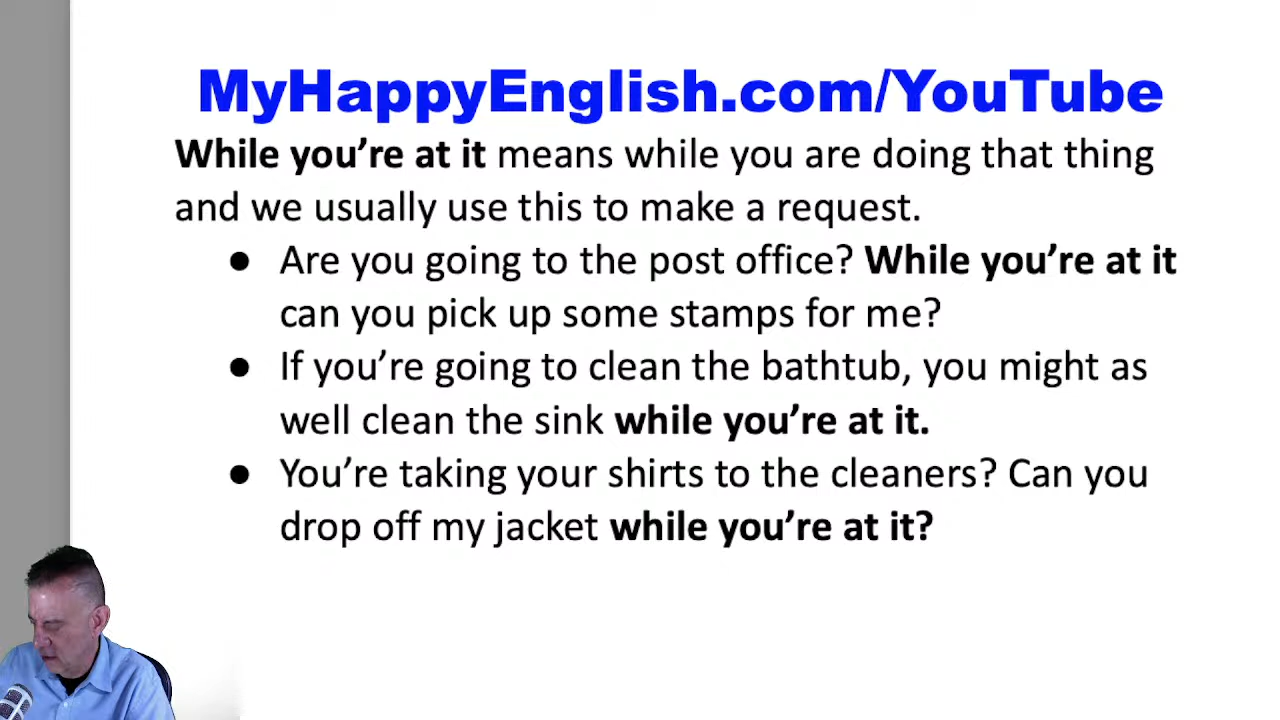 MyHappyEnglish.com/YouTube
While you’re at it means while you are doing that thing
and we usually use this to make a request.
● Are you going to the post office? While you’re at it
can you pick up some stamps for me?
● If you’re going to clean the bathtub, you might as
well clean the sink while you’re at it.
● You’re taking your shirts to the cleaners? Can you
drop off my jacket while you’re at it?